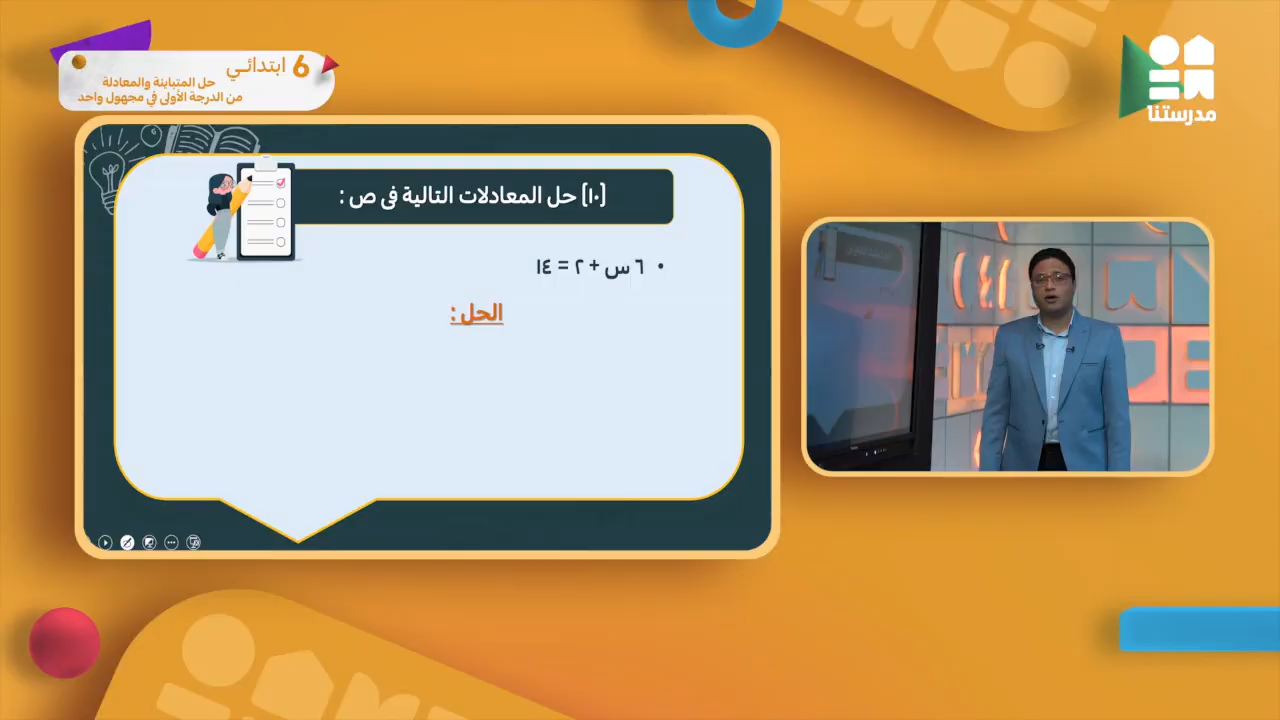 6 ابتدائي
حل المتباينة والمعادلة
من الدرجة الأولى في مجهول واحد
مدرستنا
(١٠) حل المعادلات التالية فى ص :
• ٦ س + ٢ = ١٤
الحل :